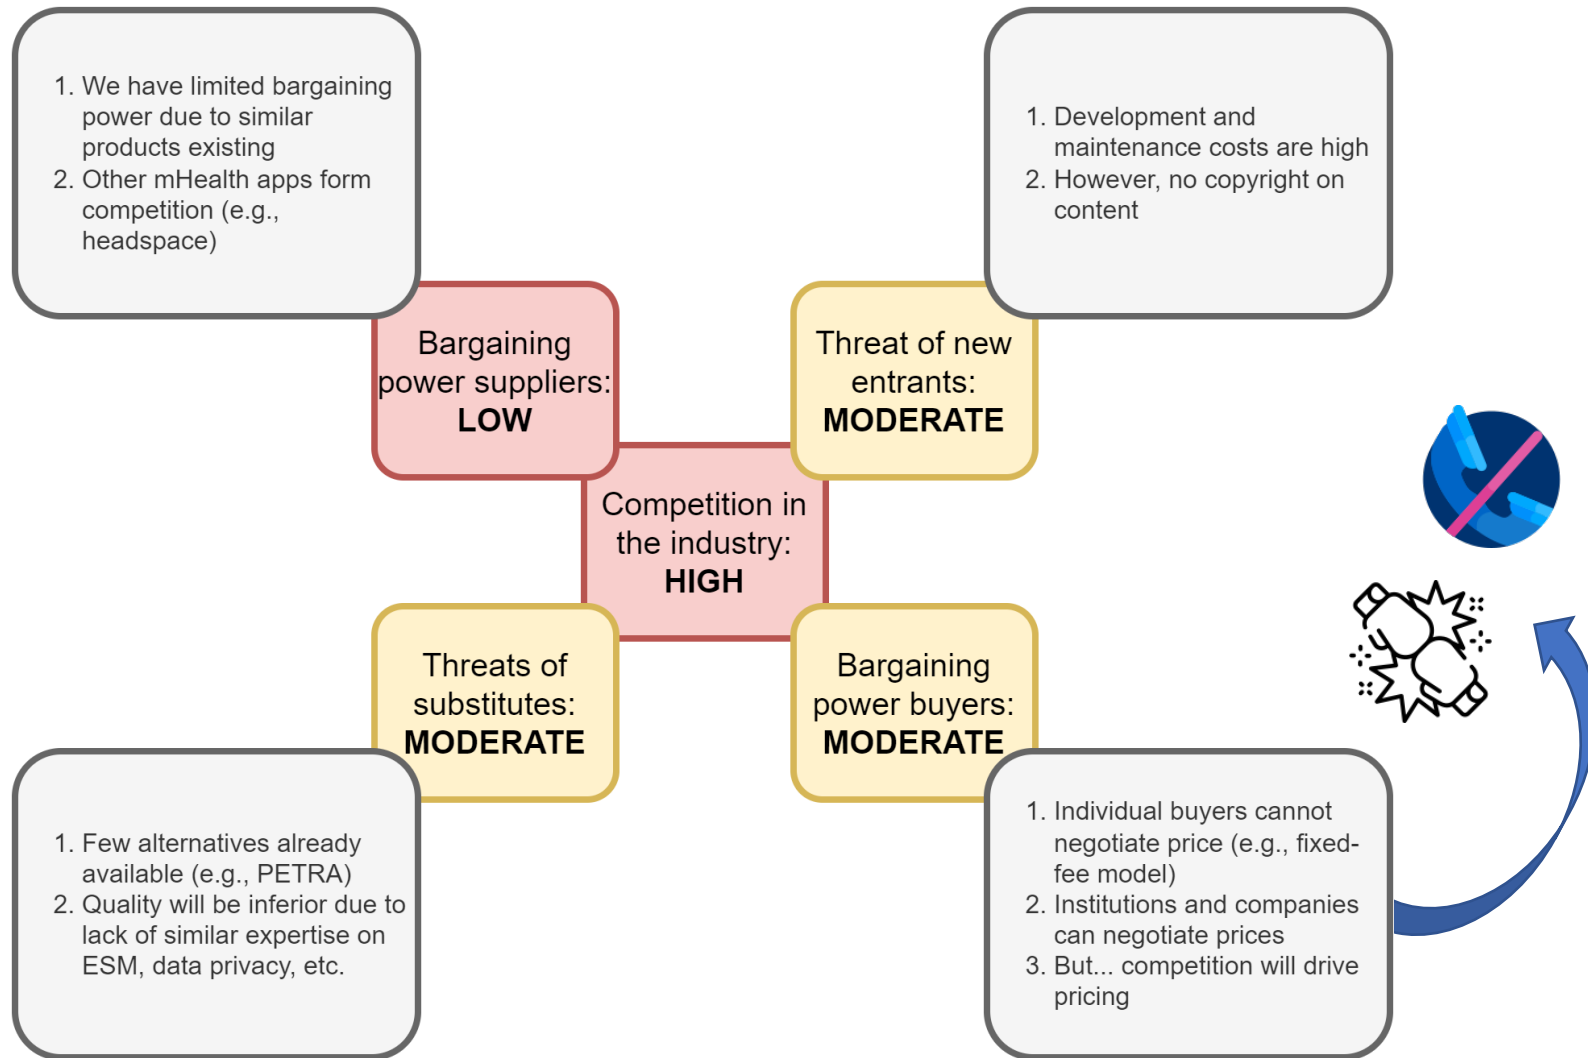 1. We have limited bargaining
power due to similar
products existing
2. Other mHealth apps form
competition (e.g.,
headspace)
1. Development and
maintenance costs are high
2. However, no copyright on
content
Bargaining
power suppliers:
LOW
Threat of new
entrants:
MODERATE
Competition in
the industry:
HIGH
Threats of
substitutes:
MODERATE
Bargaining
power buyers:
MODERATE
1. Few alternatives already
available (e.g., PETRA)
2. Quality will be inferior due to
lack of similar expertise on
ESM, data privacy, etc.
1. Individual buyers cannot
negotiate price (e.g., fixed-
fee model)
2. Institutions and companies
can negotiate prices
3. But... competition will drive
pricing